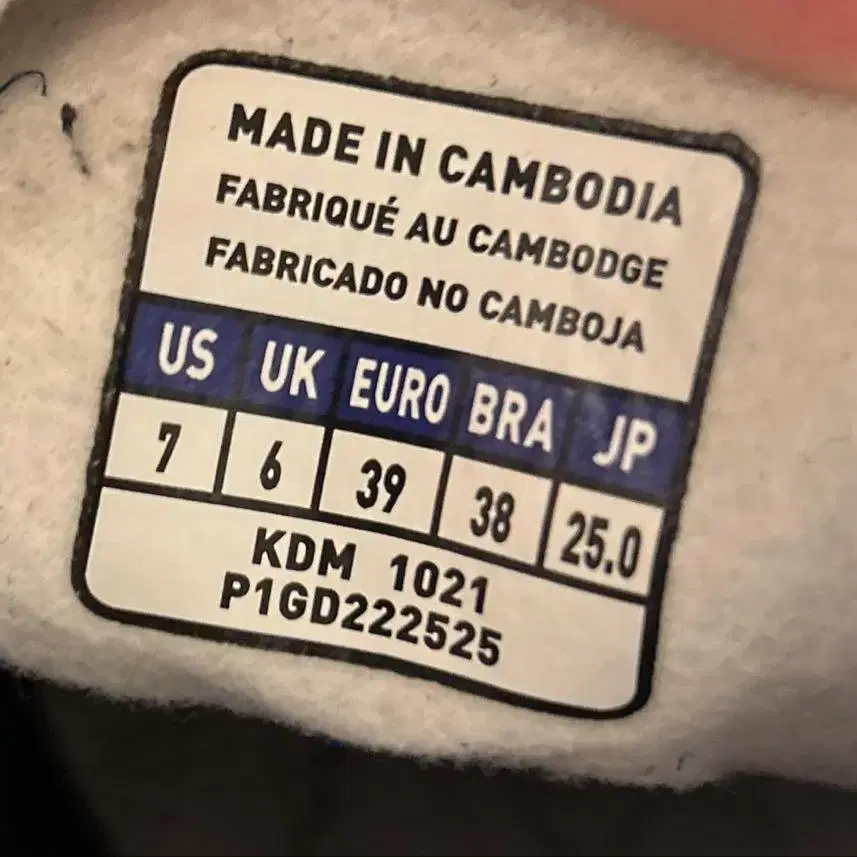 MADE IN CAMBODIA
FABRIQUÉ AU CAMBODGE
FABRICADO NO CAMBOJA
US UK EURO BRA JP
7 6 39 38 25.0
KDM 1021
P1GD222525